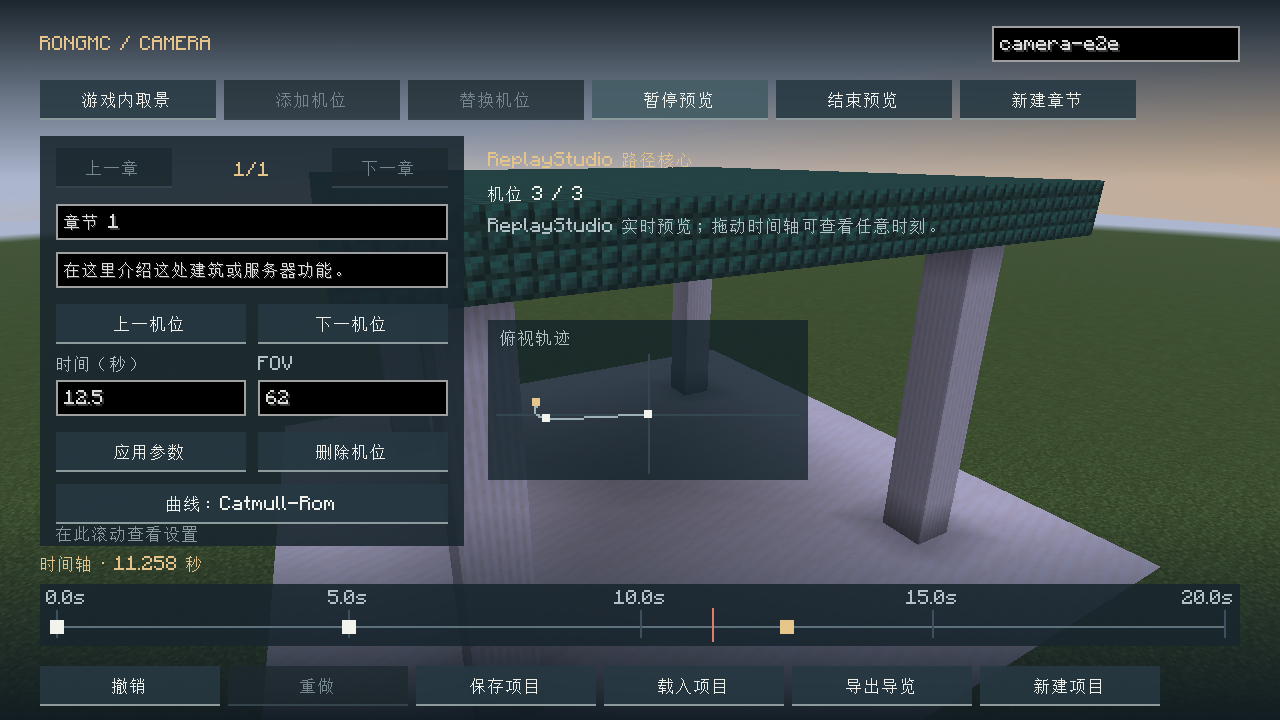 RONGMC / CAMERA
camera-e2e
游戏内取景
添加机位
替换机位
暂停预览
结束预览
新建章节
上一章
1/1
下一章
章节 1
在这里介绍这处建筑或服务器功能。
上一机位
下一机位
时间（秒）
FOV
12.5
62
应用参数
删除机位
曲线：Catmull-Rom
在此滚动查看设置
ReplayStudio 路径核心
机位 3 / 3
ReplayStudio 实时预览；拖动时间轴可查看任意时刻。
俯视轨迹
时间轴 · 11.258 秒
0.0s
5.0s
10.0s
15.0s
20.0s
撤销
重做
保存项目
载入项目
导出导览
新建项目